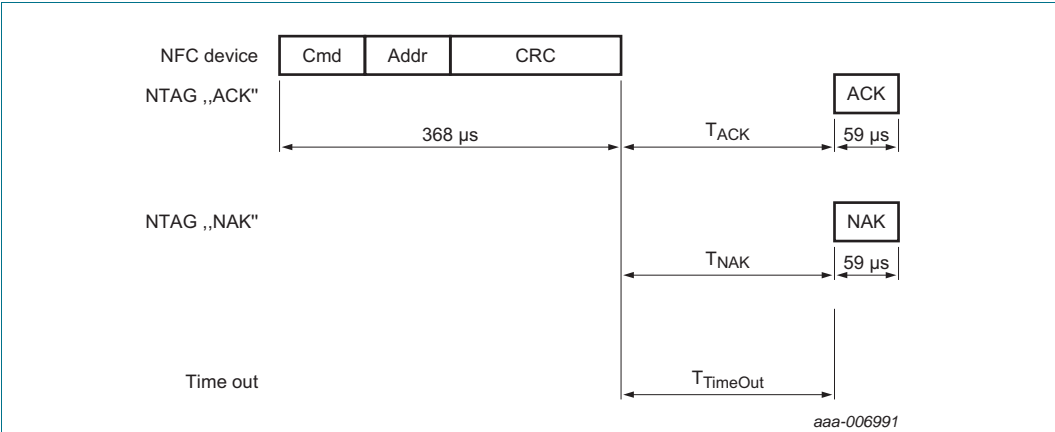 NFC device Cmd Addr CRC
NTAG ,,ACK" ACK
368 µs TACK 59 µs
NTAG ,,NAK" NAK
TNAK 59 µs
Time out TTimeOut
aaa-006991